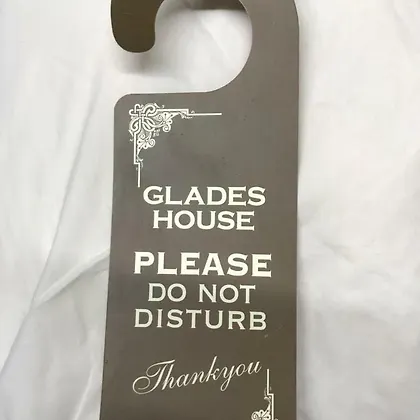 GLADES
HOUSE
PLEASE
DO NOT
DISTURB
Thankyou